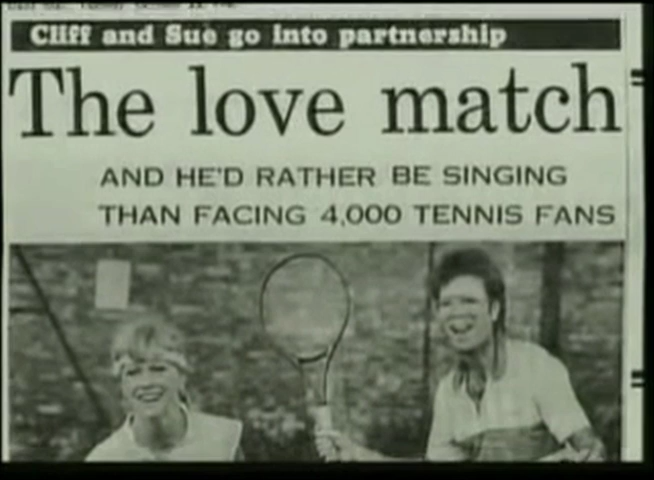 Cliff and Sue go into partnership
The love match
AND HE'D RATHER BE SINGING
THAN FACING 4,000 TENNIS FANS